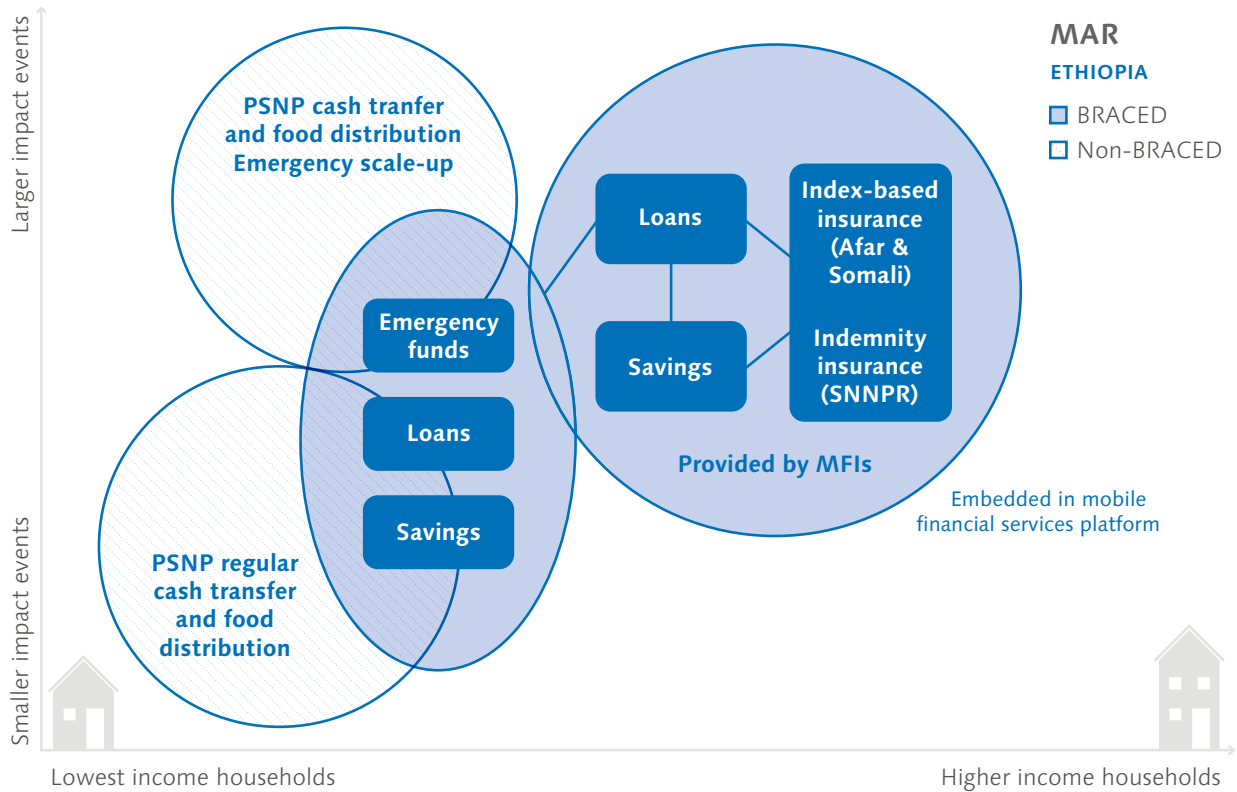 MAR
ETHIOPIA
BRACED
Non-BRACED
Larger impact events
Smaller impact events
PSNP cash tranfer
and food distribution
Emergency scale-up
Emergency
funds
Loans
Savings
PSNP regular
cash transfer
and food
distribution
Loans
Savings
Index-based
insurance
(Afar &
Somali)
Indemnity
insurance
(SNNPR)
Provided by MFIs
Embedded in mobile
financial services platform
Lowest income households
Higher income households